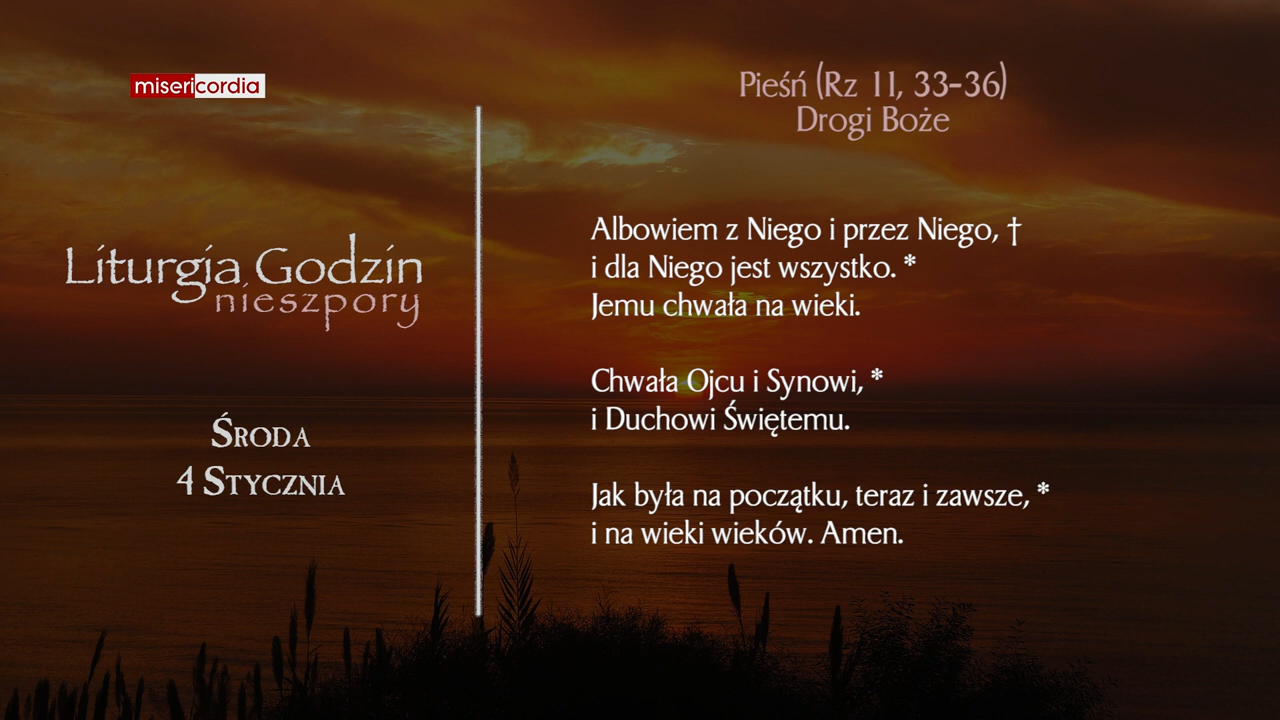 misericordia
Liturgia Godzin
nieszpory
Środa
4 Stycznia
Pieśń (Rz 11, 33-36)
Drogi Boże
Albowiem z Niego i przez Niego, †
i dla Niego jest wszystko. *
Jemu chwała na wieki.
Chwała Ojcu i Synowi, *
i Duchowi Świętemu.
Jak była na początku, teraz i zawsze, *
i na wieki wieków. Amen.